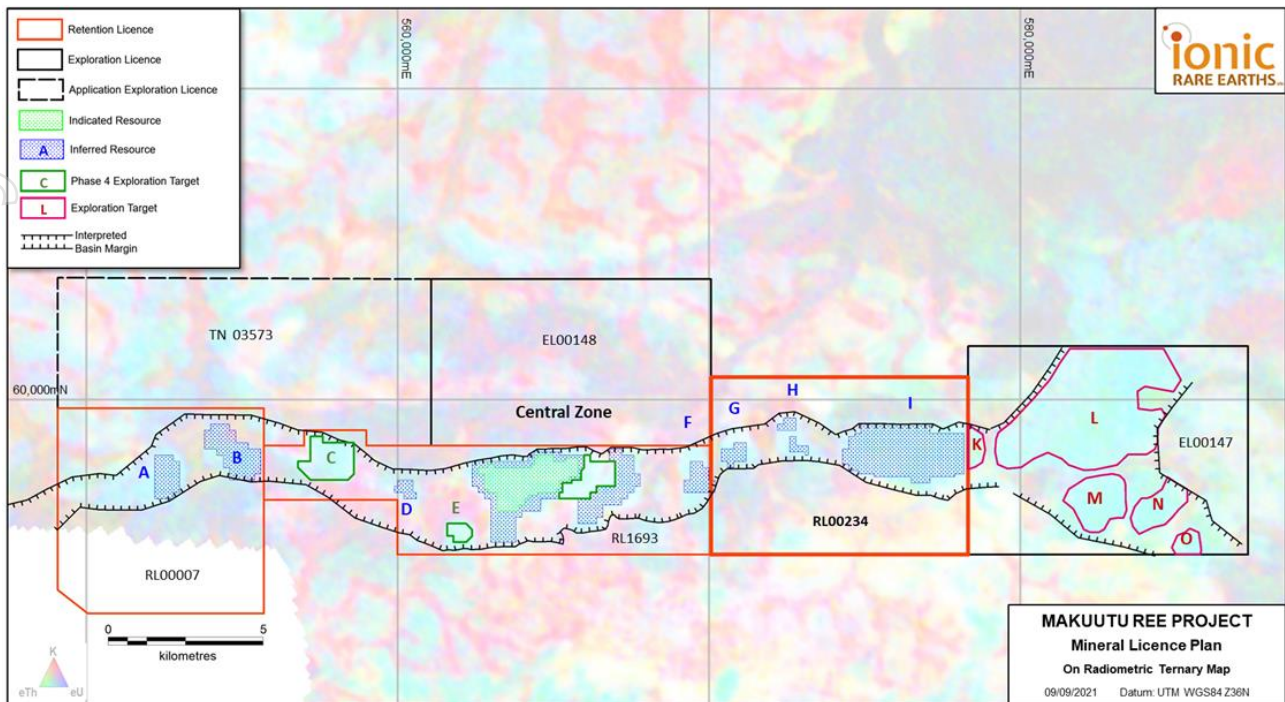 Retention Licence
Exploration Licence
Application Exploration Licence
Indicated Resource
A Inferred Resource
C Phase 4 Exploration Target
L Exploration Target
Interpreted
Basin Margin
560,000mE
580,000mE
ionic
RARE EARTHS
TN 03573
EL00148
60,000mN
Central Zone
H
I
G
F
L
EL00147
K
A
B
C
D
E
M
N
O
RL1693
RL00234
RL00007
0 5
kilometres
K
eTh eU
MAKUUTU REE PROJECT
Mineral Licence Plan
On Radiometric Ternary Map
09/09/2021 Datum: UTM WGS84 Z36N